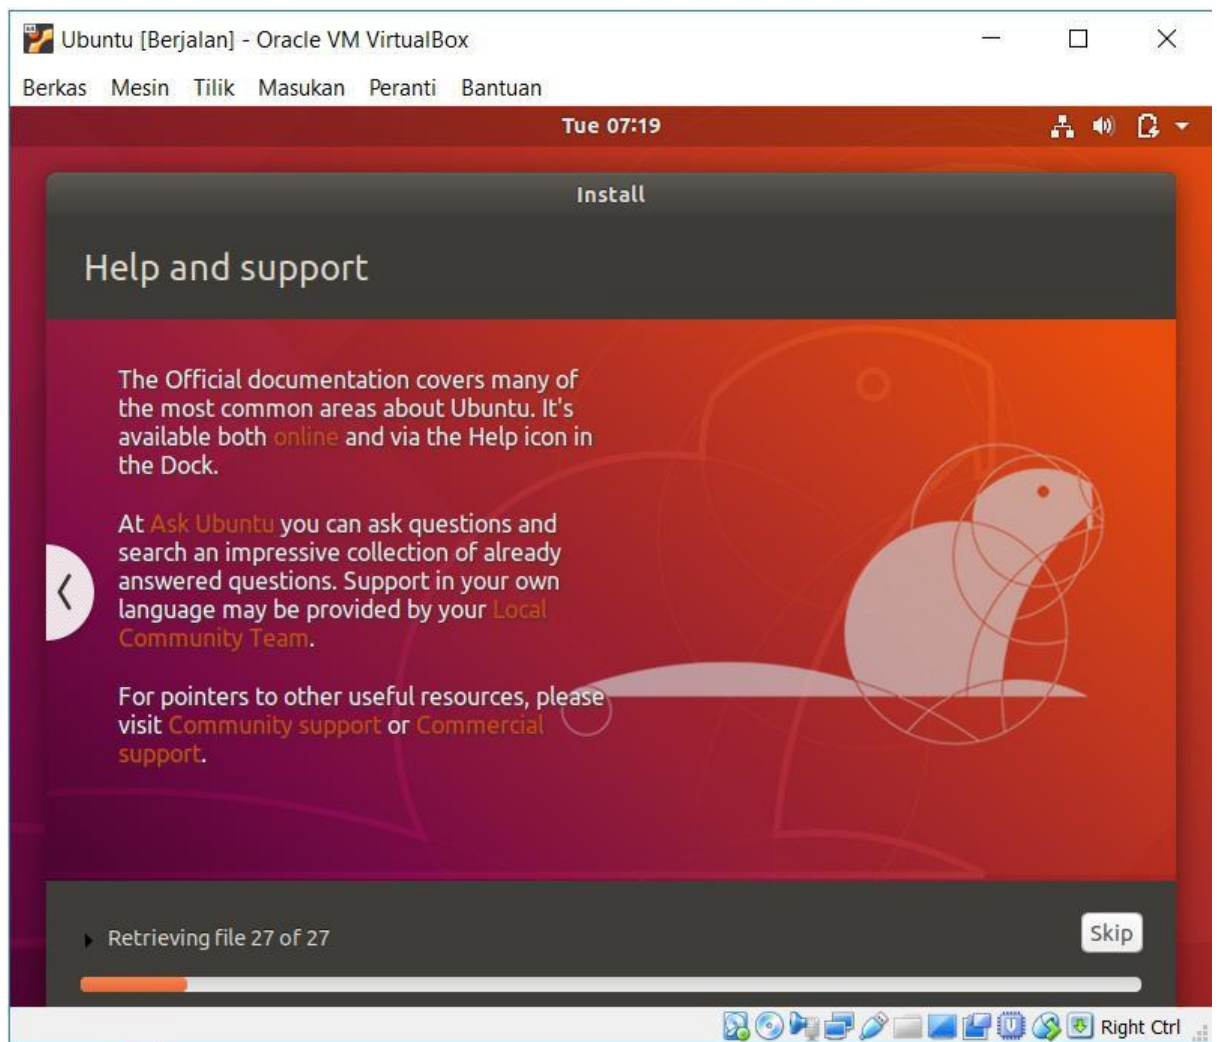 Ubuntu [Berjalan] - Oracle VM VirtualBox
Berkas Mesin Tilik Masukan Peranti Bantuan
Tue 07:19
Install
Help and support
The Official documentation covers many of
the most common areas about Ubuntu. It's
available both online and via the Help icon in
the Dock.
At Ask Ubuntu you can ask questions and
search an impressive collection of already
answered questions. Support in your own
language may be provided by your Local
Community Team.
For pointers to other useful resources, please
visit Community support or Commercial
support.
Retrieving file 27 of 27
Skip
Right Ctrl